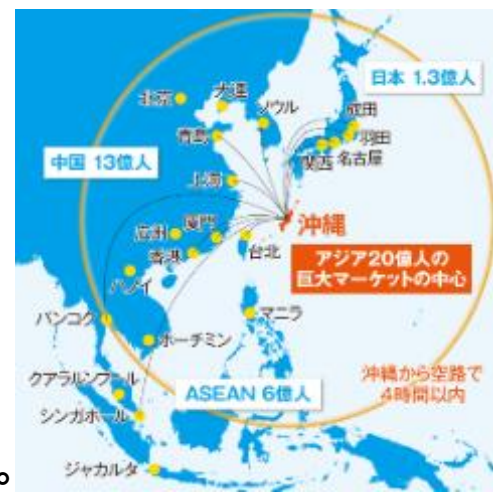 日本 1.3億人
北京
大連
ソウル
成田
青島
羽田
関西
名古屋
中国 13億人
上海
沖縄
広州
厦門
香港
台北
アジア20億人の
巨大マーケットの中心
ハノイ
バンコク
マニラ
ホーチミン
クアラルンプール
ASEAN 6億人
沖縄から空路で
4時間以内
シンガポール
ジャカルタ
。